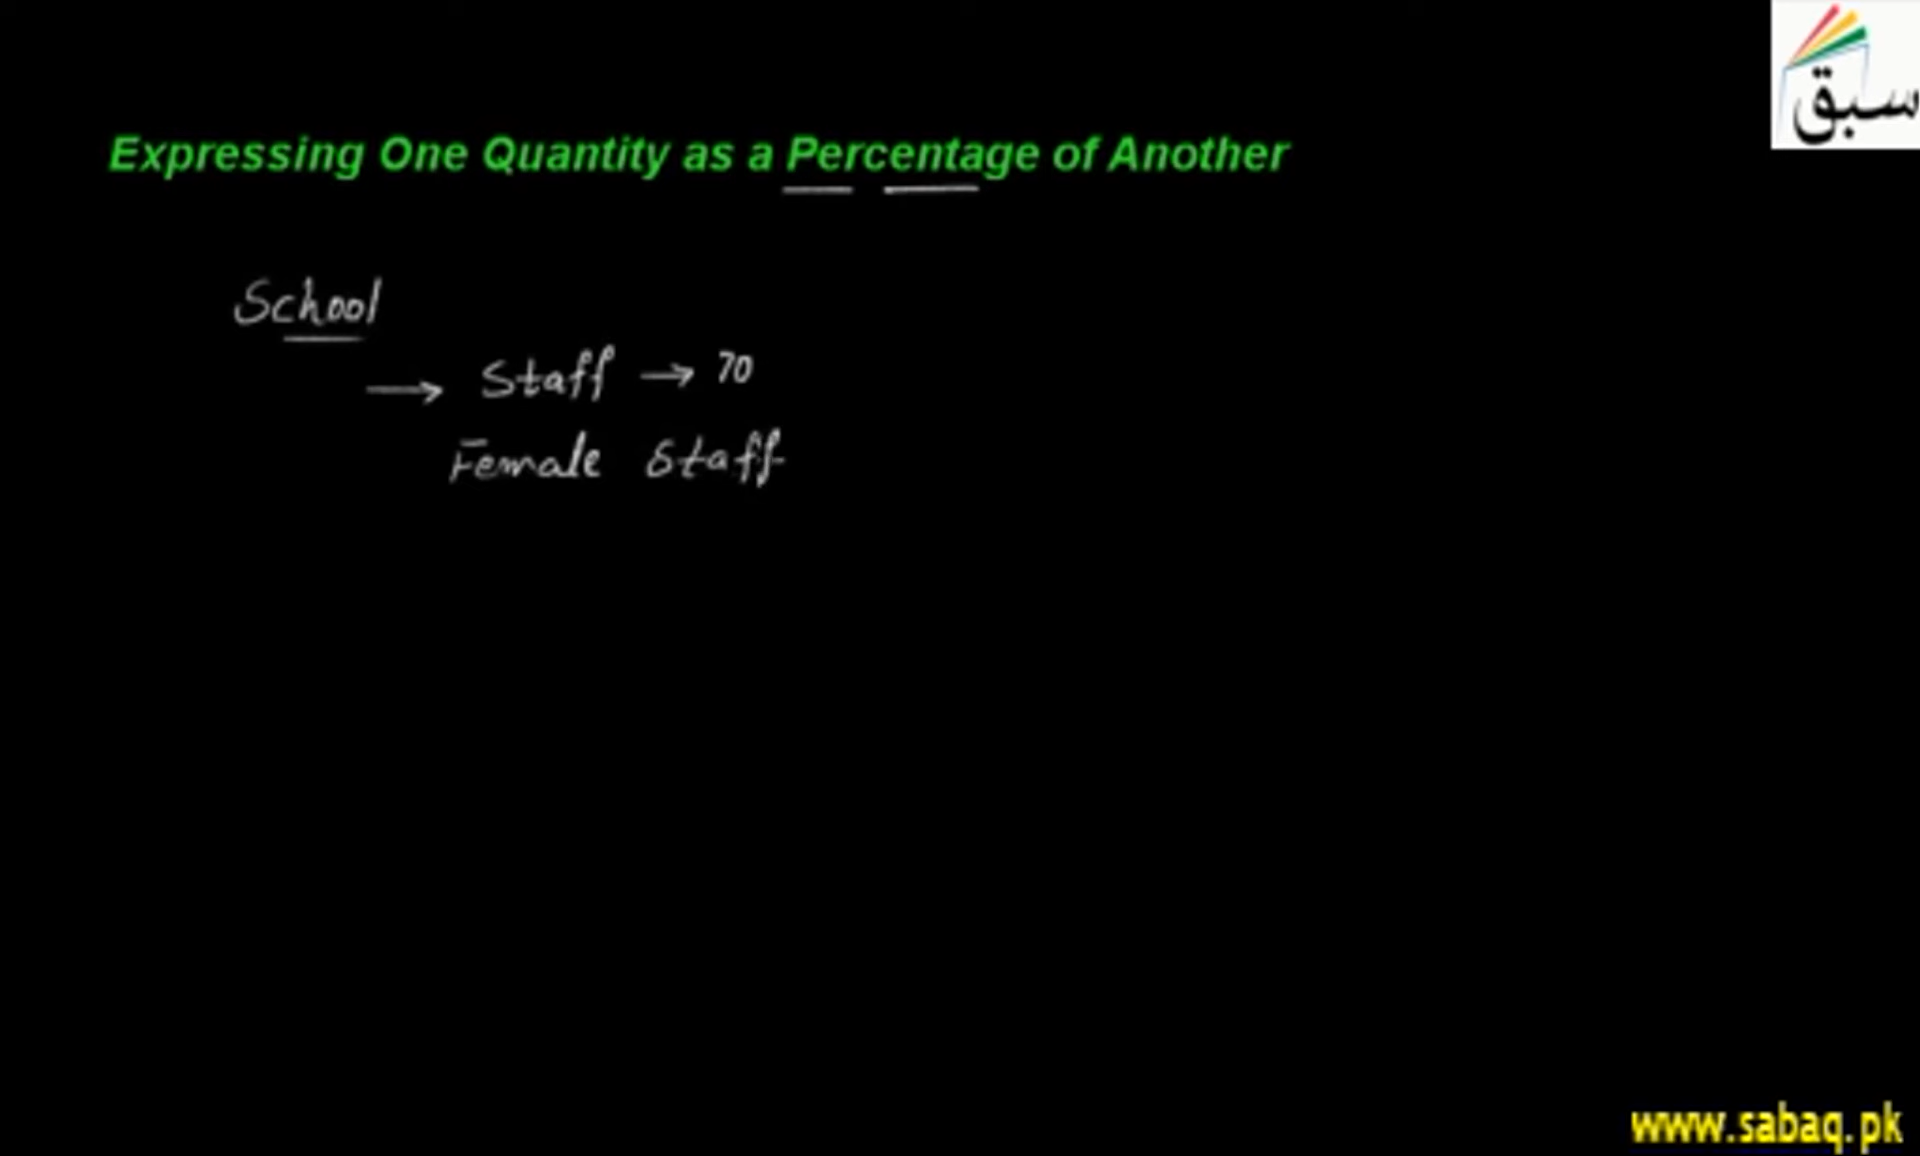 سبق
Expressing One Quantity as a Percentage of Another
School
→ Staff → 70
Female Staff
www.sabaq.pk